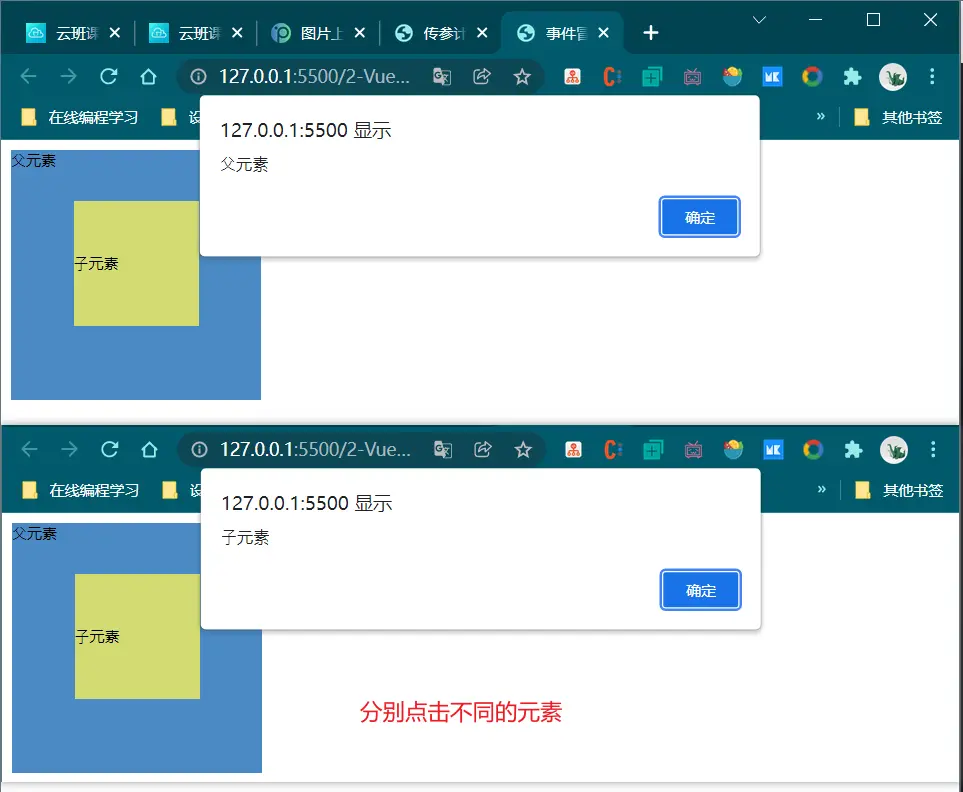 云班课 云班课 图片上 传参计 事件冒
127.0.0.1:5500/2-Vue...
在线编程学习 设 » 其他书签
127.0.0.1:5500 显示
父元素
确定
父元素
子元素
127.0.0.1:5500/2-Vue...
在线编程学习 设 » 其他书签
127.0.0.1:5500 显示
子元素
确定
父元素
子元素
分别点击不同的元素